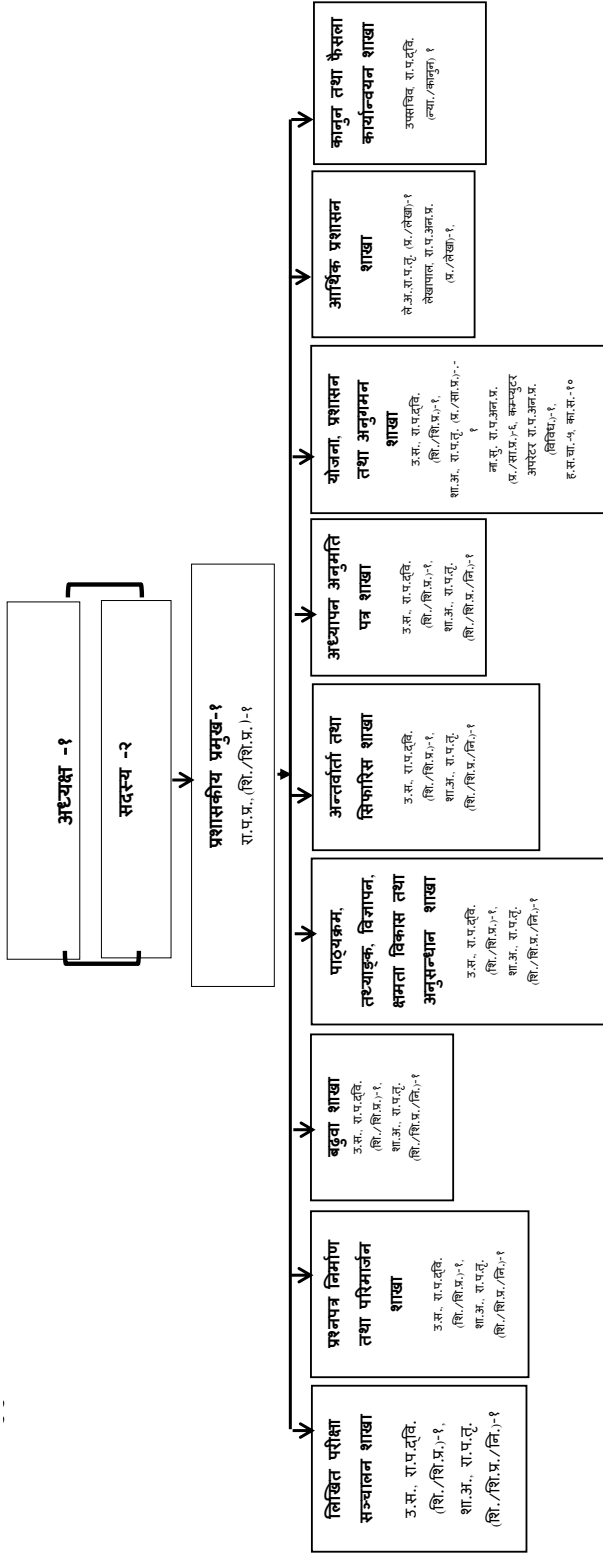 अध्यक्ष -१
सदस्य -२
प्रशासकीय प्रमुख-१
रा.प.प्र.,(शि./शि.प्र.)-१
लिखित परीक्षा
सञ्चालन शाखा
उ.स., रा.प.द्वि.
(शि./शि.प्र.)-१,
शा.अ., रा.प.तृ.
(शि./शि.प्र./नि.)-१
प्रश्नपत्र निर्माण
तथा परिमार्जन
शाखा
उ.स., रा.प.द्वि.
(शि./शि.प्र.)-१,
शा.अ., रा.प.तृ.
(शि./शि.प्र./नि.)-१
बढुवा शाखा
उ.स., रा.प.द्वि.
(शि./शि.प्र.)-१,
शा.अ., रा.प.तृ.
(शि./शि.प्र./नि.)-१
पाठ्यक्रम,
तथ्याङ्क, विज्ञापन,
क्षमता विकास तथा
अनुसन्धान शाखा
उ.स., रा.प.द्वि.
(शि./शि.प्र.)-१,
शा.अ., रा.प.तृ.
(शि./शि.प्र./नि.)-१
अन्तर्वार्ता तथा
सिफारिस शाखा
उ.स., रा.प.द्वि.
(शि./शि.प्र.)-१,
शा.अ., रा.प.तृ.
(शि./शि.प्र./नि.)-१
अध्यापन अनुमति
पत्र शाखा
उ.स., रा.प.द्वि.
(शि./शि.प्र.)-१,
शा.अ., रा.प.तृ.
(शि./शि.प्र./नि.)-१
योजना, प्रशासन
तथा अनुगमन
शाखा
उ.स., रा.प.द्वि.
(शि./शि.प्र.)-१,
शा.अ., रा.प.तृ. (प्र./सा.प्र.)-,-
१
ना.सु. रा.प.अन.प्र.
(प्र./सा.प्र.)-६, कम्प्युटर
अपरेटर रा.प.अन.प्र.
(विविध.)-१,
ह.स.चा.-५, का.स.-१०
आर्थिक प्रशासन
शाखा
ले.अ.,रा.प.तृ. (प्र./लेखा)-१
लेखापाल, रा.प.अन.प्र.
(प्र./लेखा)-१,
कानून तथा फैसला
कार्यान्वयन शाखा
उपसचिव, रा.प.द्वि.
(न्या./कानुन) १